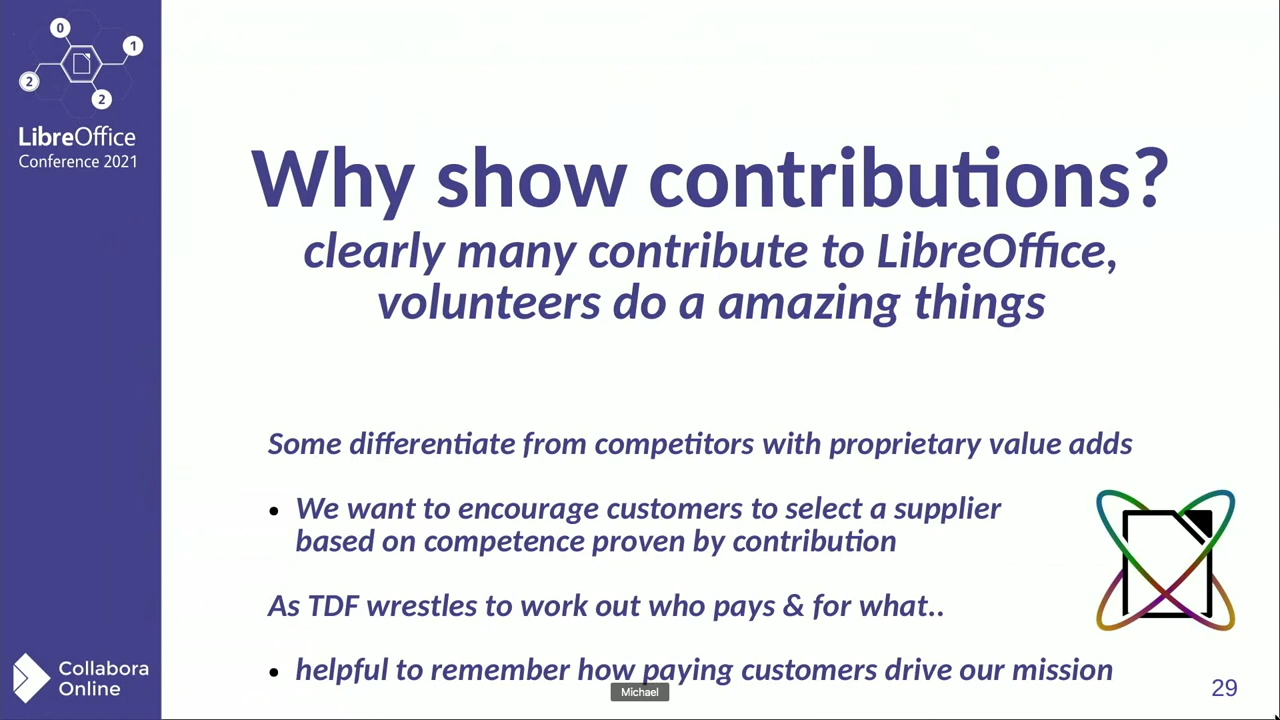 0
1
2
2
LibreOffice
Conference 2021
Why show contributions?
clearly many contribute to LibreOffice,
volunteers do a amazing things
Some differentiate from competitors with proprietary value adds
• We want to encourage customers to select a supplier
based on competence proven by contribution
As TDF wrestles to work out who pays & for what..
• helpful to remember how paying customers drive our mission
Michael
Collabora
Online
29